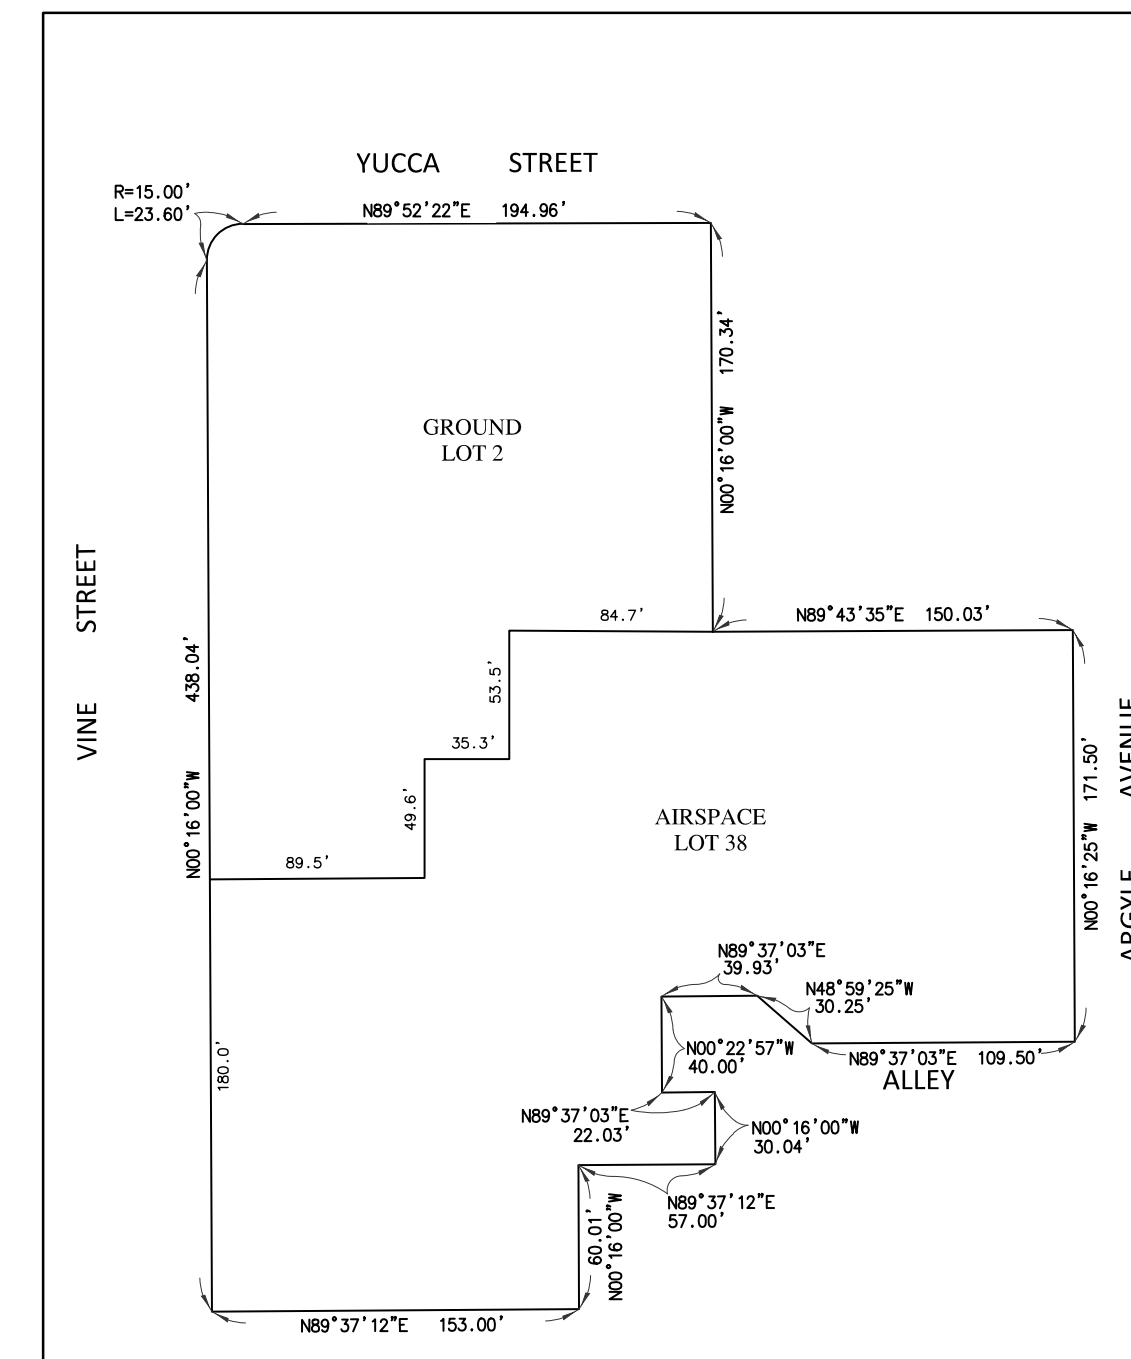 YUCCA STREET
R=15.00'
L=23.60'
N89°52'22"E 194.96'
N00°16'00"W 170.34'
GROUND
LOT 2
VINE STREET
N00°16'00"W 438.04'
84.7'
N89°43'35"E 150.03'
53.5'
35.3'
49.6'
89.5'
AIRSPACE
LOT 38
N00°16'25"W 171.50'
ARGYLE AVENUE
N89°37'03"E
39.93'
N48°59'25"W
30.25'
N00°22'57"W
40.00'
N89°37'03"E 109.50'
ALLEY
180.0'
N89°37'03"E
22.03'
N00°16'00"W
30.04'
N89°37'12"E
57.00'
60.01'
N00°16'00"W
N89°37'12"E 153.00'